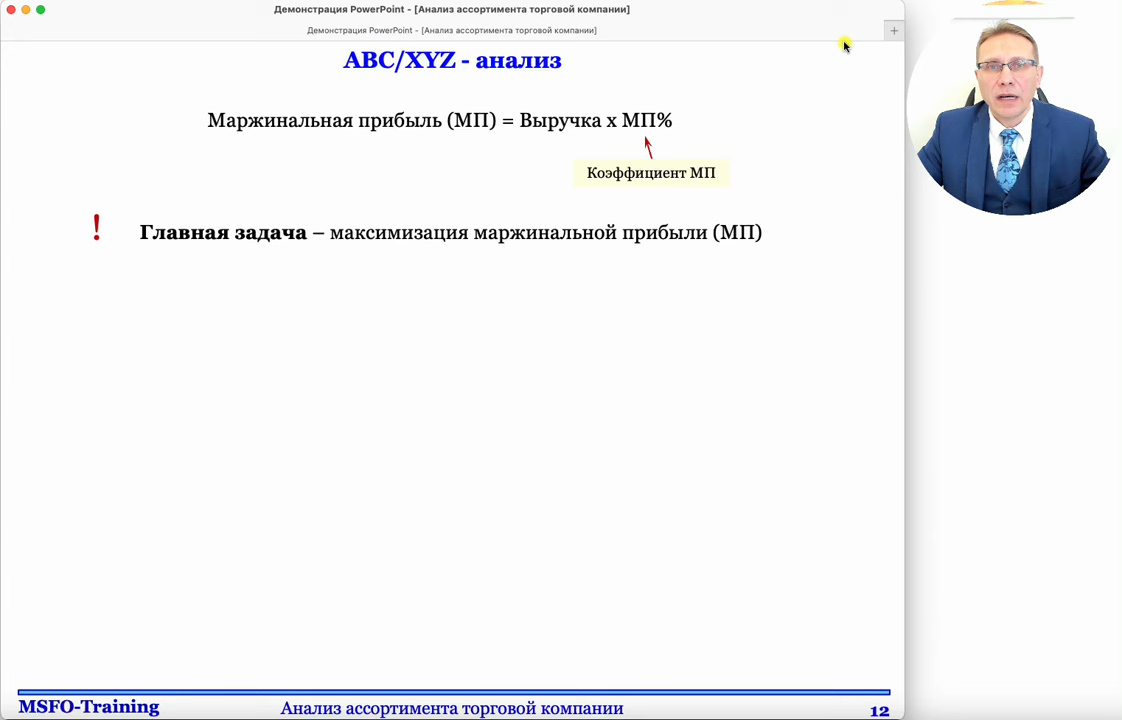 Демонстрация PowerPoint - [Анализ ассортимента торговой компании]
Демонстрация PowerPoint - [Анализ ассортимента торговой компании]
+
ABC/XYZ - анализ
Маржинальная прибыль (МП) = Выручка х МП%
Коэффициент МП
! Главная задача – максимизация маржинальной прибыли (МП)
MSFO-Training Анализ ассортимента торговой компании 12